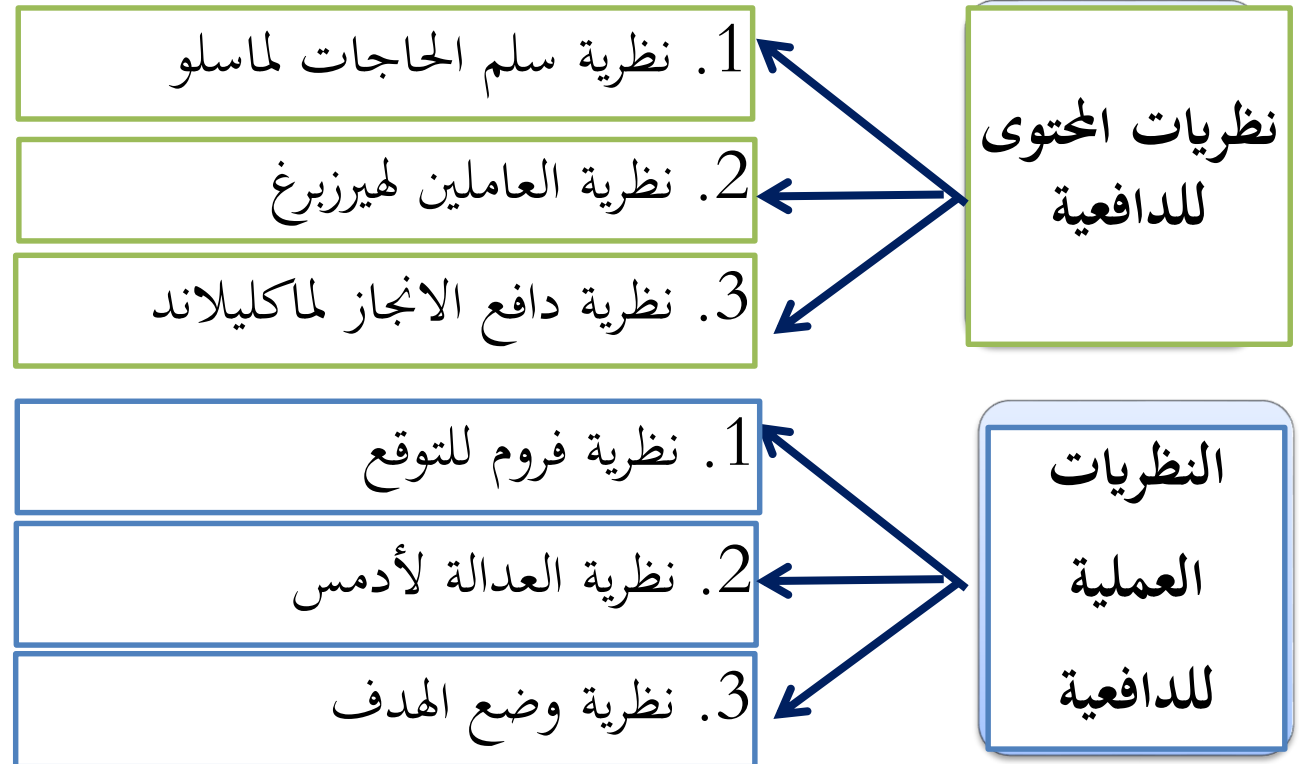 نظريات المحتوى
للدافعية
1. نظرية سلم الحاجات لماسلو
2. نظرية العاملين لهيرزبرغ
3. نظرية دافع الانجاز لماكليلاند
النظريات
العملية
للدافعية
1. نظرية فروم للتوقع
2. نظرية العدالة لأدمس
3. نظرية وضع الهدف